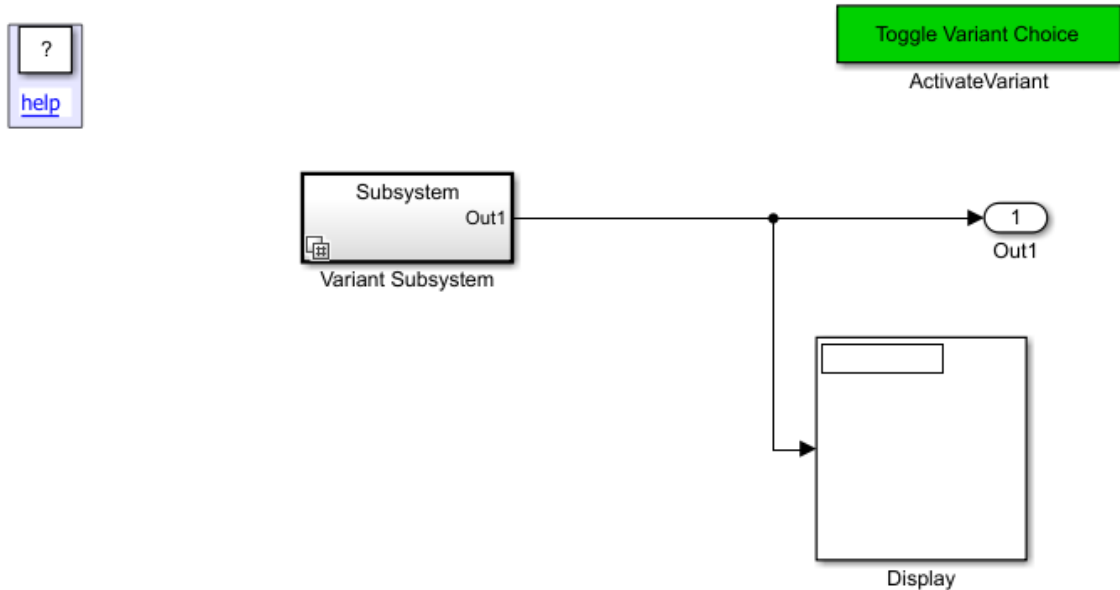 ?
help
Toggle Variant Choice
ActivateVariant
Subsystem
Out1
Variant Subsystem
1
Out1
Display